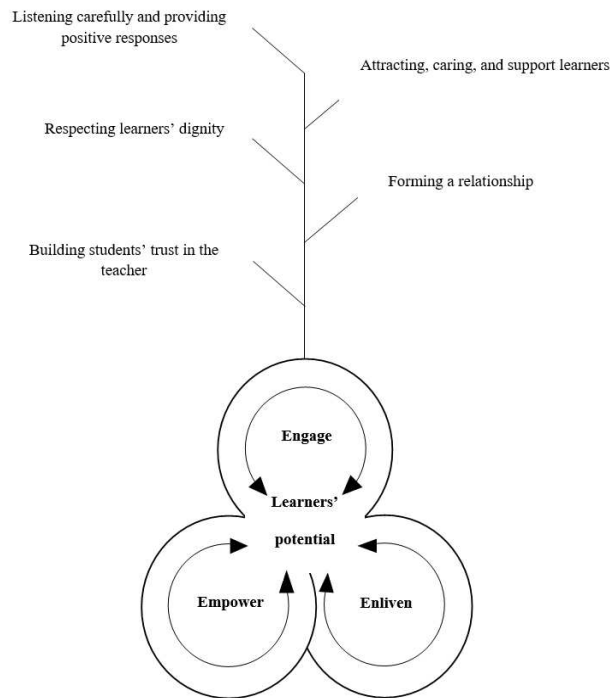 Listening carefully and providing
positive responses
Attracting, caring, and support learners
Respecting learners’ dignity
Forming a relationship
Building students’ trust in the
teacher
Engage
Learners’
potential
Empower
Enliven